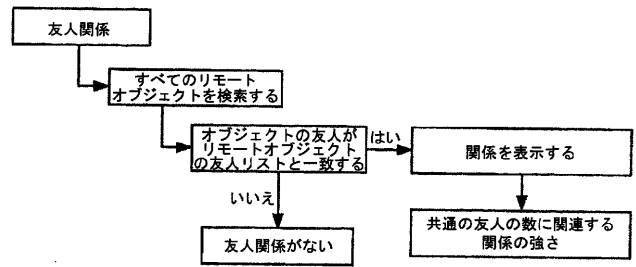 友人関係
すべてのリモート
オブジェクトを検索する
オブジェクトの友人が
リモートオブジェクト
の友人リストと一致する
はい
関係を表示する
いいえ
友人関係がない
共通の友人の数に関連する
関係の強さ